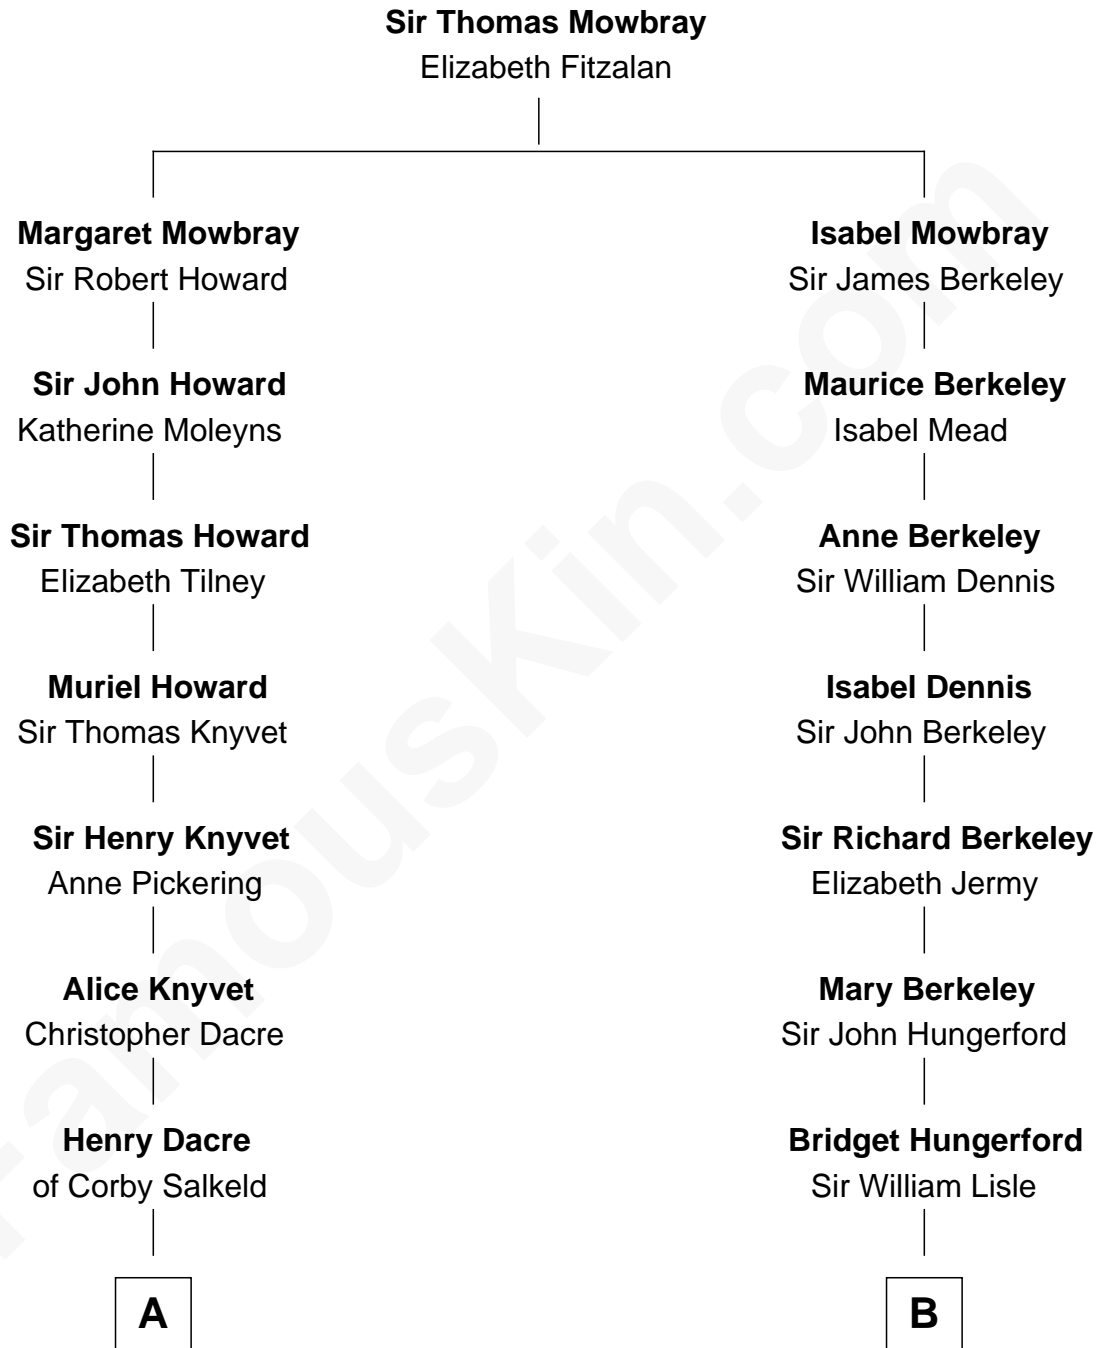 Sir Thomas Mowbray
Elizabeth Fitzalan
Margaret Mowbray
Sir Robert Howard
Isabel Mowbray
Sir James Berkeley
Sir John Howard
Katherine Moleyns
Maurice Berkeley
Isabel Mead
Sir Thomas Howard
Elizabeth Tilney
Anne Berkeley
Sir William Dennis
Muriel Howard
Sir Thomas Knyvet
Isabel Dennis
Sir John Berkeley
Sir Henry Knyvet
Anne Pickering
Sir Richard Berkeley
Elizabeth Jermy
Alice Knyvet
Christopher Dacre
Mary Berkeley
Sir John Hungerford
Henry Dacre
of Corby Salkeld
Bridget Hungerford
Sir William Lisle
A
B
FamousKin.com